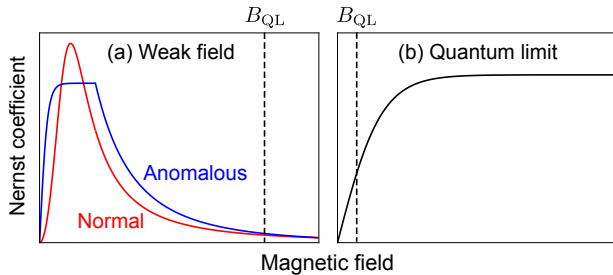 B_QL B_QL
(a) Weak field (b) Quantum limit
Nernst coefficient
Anomalous
Normal
Magnetic field